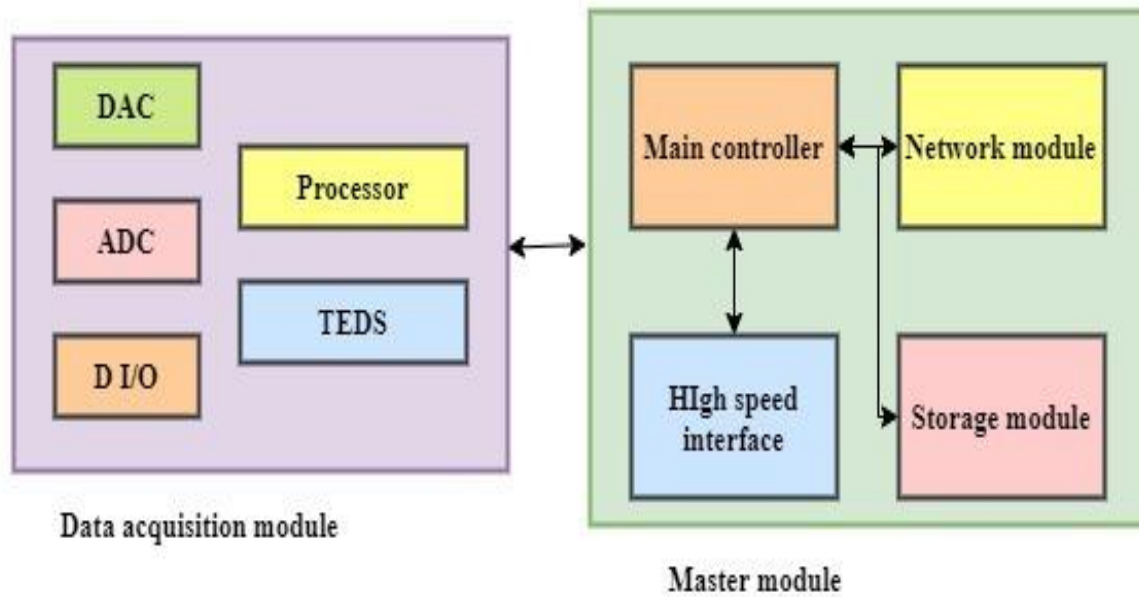 DAC
ADC
D I/O
Processor
TEDS
Data acquisition module
Main controller
Network module
HIgh speed
interface
Storage module
Master module